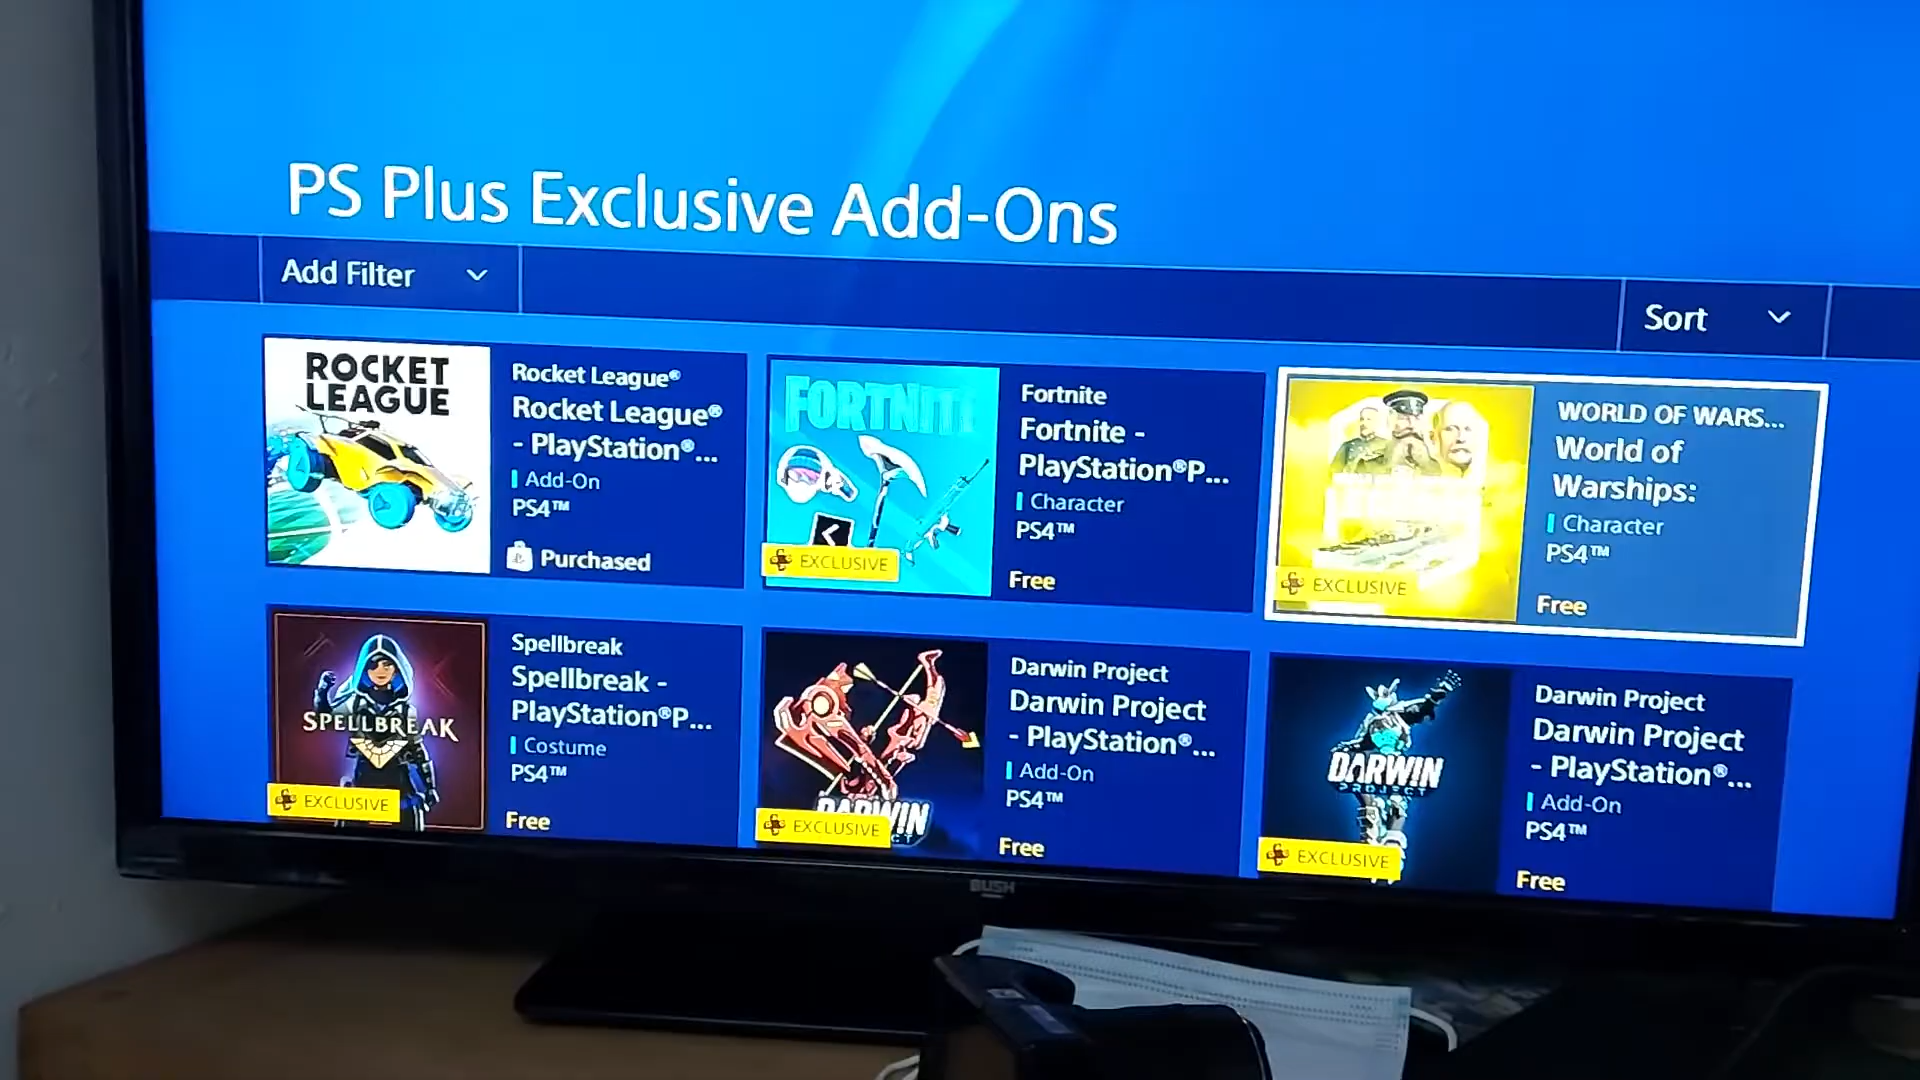 PS Plus Exclusive Add-Ons
Add Filter
Sort
ROCKET
LEAGUE
Rocket League®
Rocket League®
- PlayStation®...
Add-On
PS4™
Purchased
FORTNITE
EXCLUSIVE
Fortnite
Fortnite -
PlayStation®P...
Character
PS4™
Free
EXCLUSIVE
WORLD OF WARS...
World of
Warships:
Character
PS4™
Free
SPELLBREAK
EXCLUSIVE
Spellbreak
Spellbreak -
PlayStation®P...
Costume
PS4™
Free
DARWIN
EXCLUSIVE
Darwin Project
Darwin Project
- PlayStation®...
Add-On
PS4™
Free
DARWIN
PROJECT
EXCLUSIVE
Darwin Project
Darwin Project
- PlayStation®...
Add-On
PS4™
Free
BUSH